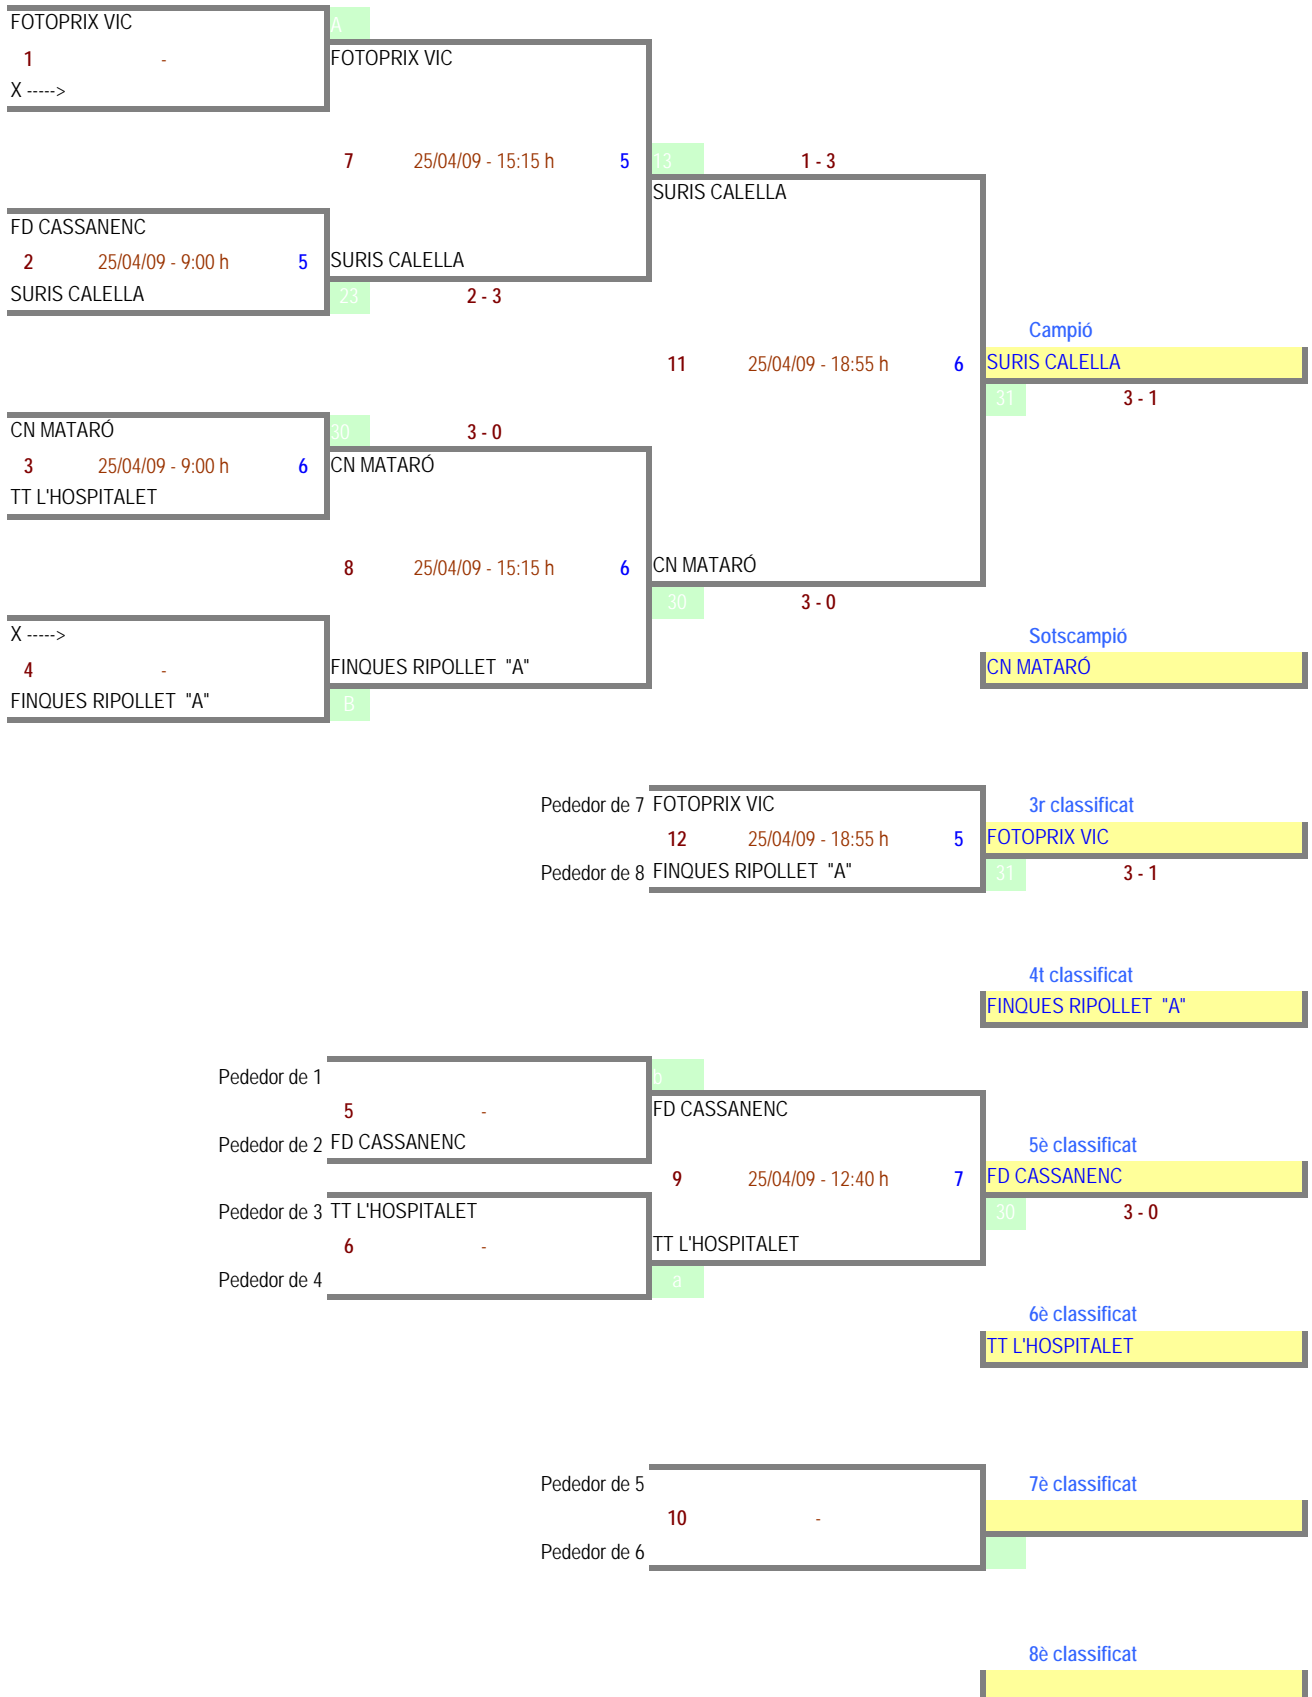 FOTOPRIX VIC
A
1 -
FOTOPRIX VIC
X ----->
7 25/04/09 - 15:15 h 5
13 1 - 3
SURIS CALELLA
FD CASSANENC
2 25/04/09 - 9:00 h 5
SURIS CALELLA
SURIS CALELLA
23 2 - 3
Campió
11 25/04/09 - 18:55 h 6
SURIS CALELLA
31 3 - 1
CN MATARÓ
30 3 - 0
3 25/04/09 - 9:00 h 6
CN MATARÓ
TT L'HOSPITALET
8 25/04/09 - 15:15 h 6
CN MATARÓ
30 3 - 0
X ----->
Sotscampió
4 -
FINQUES RIPOLLET "A"
CN MATARÓ
FINQUES RIPOLLET "A"
B
Pededor de 7 FOTOPRIX VIC
3r classificat
12 25/04/09 - 18:55 h 5
FOTOPRIX VIC
Pededor de 8 FINQUES RIPOLLET "A"
31 3 - 1
4t classificat
FINQUES RIPOLLET "A"
Pededor de 1
b
5 -
FD CASSANENC
Pededor de 2 FD CASSANENC
5è classificat
9 25/04/09 - 12:40 h 7
FD CASSANENC
Pededor de 3 TT L'HOSPITALET
30 3 - 0
6 -
TT L'HOSPITALET
Pededor de 4
a
6è classificat
TT L'HOSPITALET
Pededor de 5
7è classificat
10 -
Pededor de 6
8è classificat